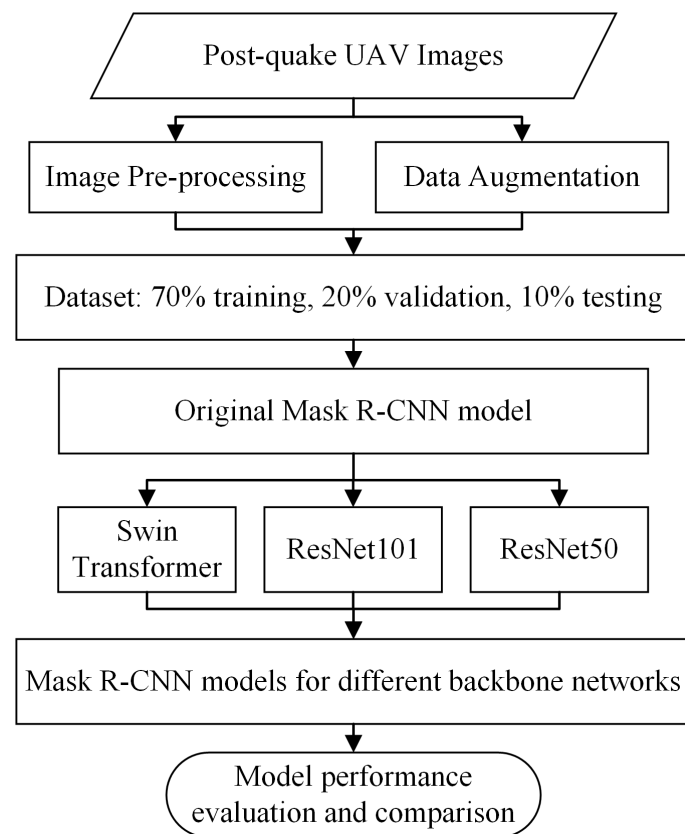 Post-quake UAV Images
Image Pre-processing
Data Augmentation
Dataset: 70% training, 20% validation, 10% testing
Original Mask R-CNN model
Swin
Transformer
ResNet101
ResNet50
Mask R-CNN models for different backbone networks
Model performance
evaluation and comparison